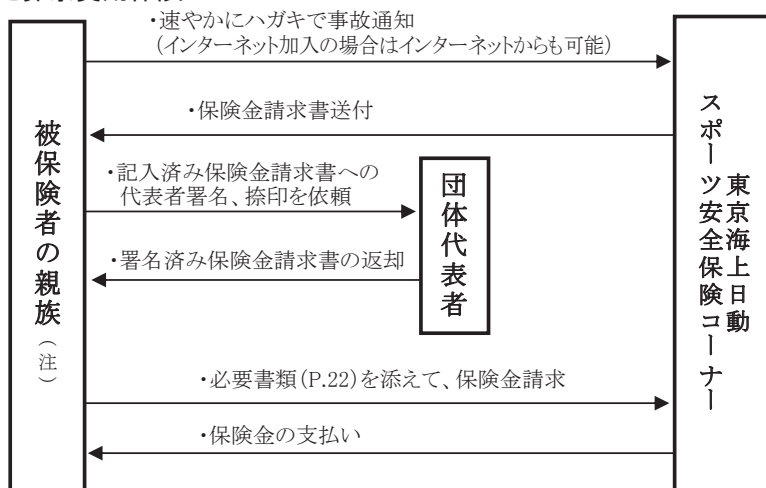 ・速やかにハガキで事故通知
（インターネット加入の場合はインターネットからも可能）
・保険金請求書送付
被保険者の親族（注）
・記入済み保険金請求書への
代表者署名、捺印を依頼
団体代表者
・署名済み保険金請求書の返却
東京海上日動
スポーツ安全保険コーナー
・必要書類（P.22）を添えて、保険金請求
・保険金の支払い